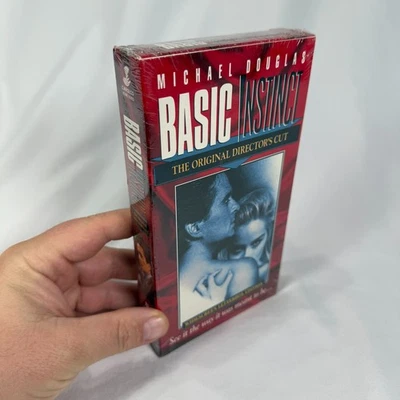 MICHAEL DOUGLAS
BASIC INSTINCT
THE ORIGINAL DIRECTOR'S CUT
See it the way it was meant to be...
BASIC